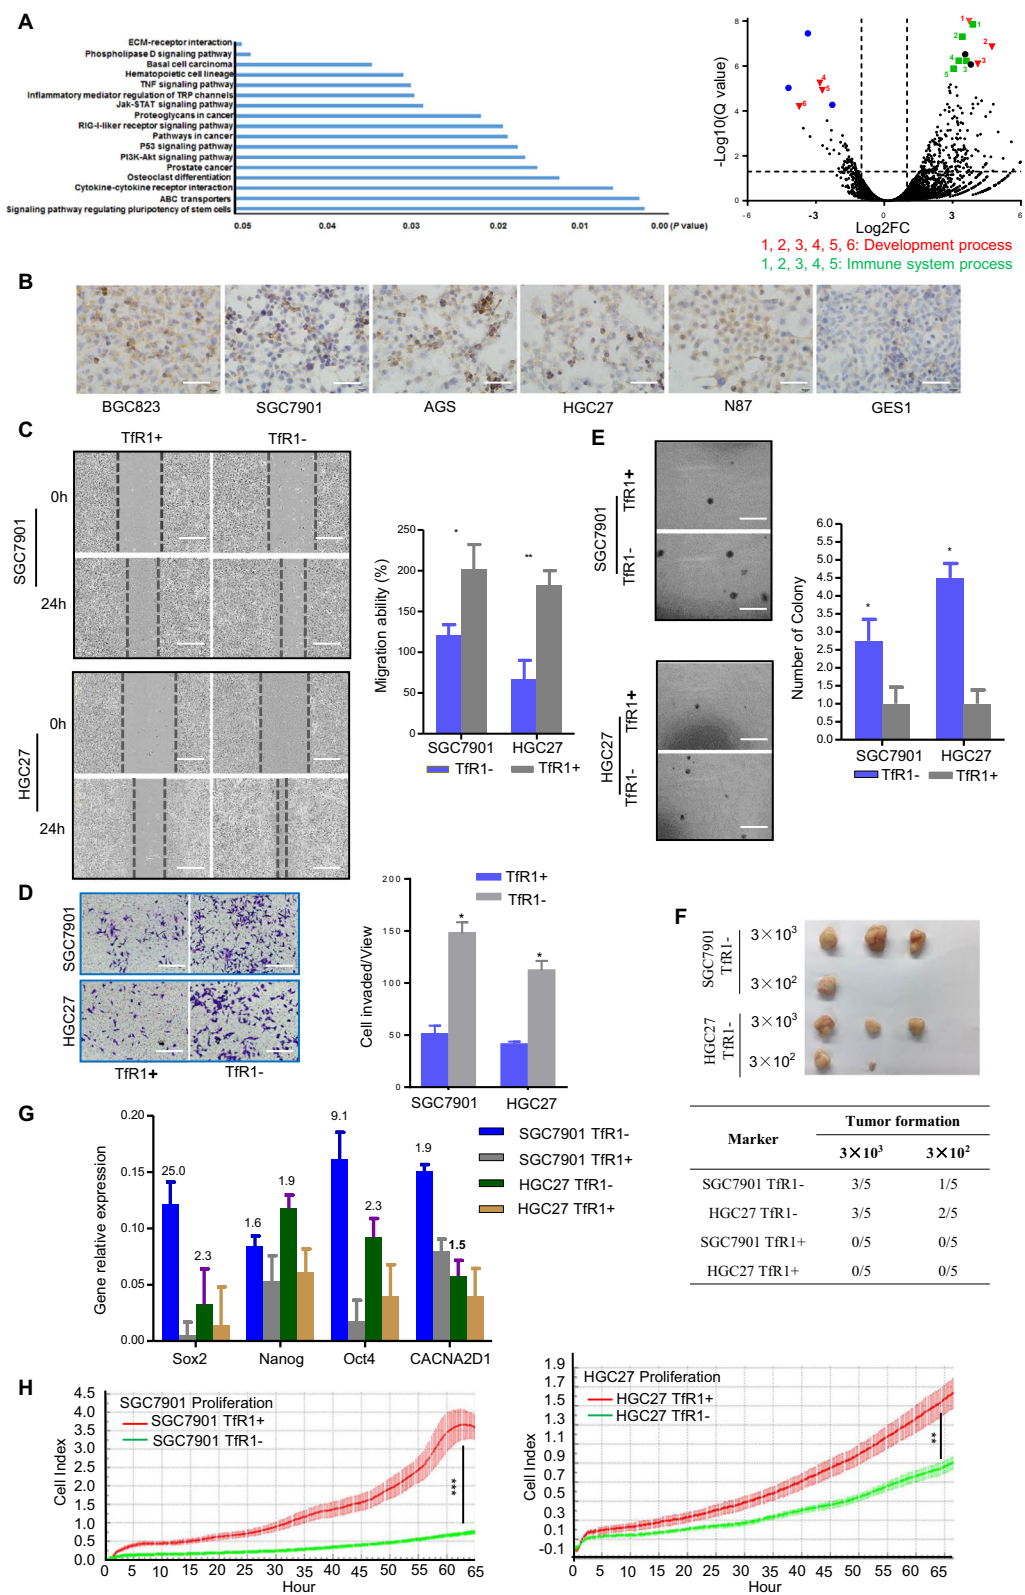 A
ECM-receptor interaction
Phospholipase D signaling pathway
Basal cell carcinoma
Hematopoietic cell lineage
TNF signaling pathway
Inflammatory mediator regulation of TRP channels
Jak-STAT signaling pathway
Proteoglycans in cancer
RIG-I-liker receptor signaling pathway
Pathways in cancer
P53 signaling pathway
PI3K-Akt signaling pathway
Prostate cancer
Osteoclast differentiation
Cytokine-cytokine receptor interaction
ABC transporters
Signaling pathway regulating pluripotency of stem cells
0.05 0.04 0.03 0.02 0.01 0.00 (P value)
-Log10(Q value)
8
6
4
2
0
1 1
2 2
4 3 3
5
4
5
6
-6 -3 0 3 6
Log2FC
1, 2, 3, 4, 5, 6: Development process
1, 2, 3, 4, 5: Immune system process
B
BGC823 SGC7901 AGS HGC27 N87 GES1
C
TfR1+ TfR1-
SGC7901
0h
24h
HGC27
0h
24h
Migration ability (%)
250
200
150
100
50
0
* **
SGC7901 HGC27
TfR1- TfR1+
E
SGC7901
TfR1+
TfR1-
HGC27
TfR1+
TfR1-
Number of Colony
6.0
5.0
4.5
3.5
3.0
2.5
2.0
1.0
0.5
0.0
* *
SGC7901 HGC27
TfR1- TfR1+
D
SGC7901
HGC27
TfR1+ TfR1-
Cell invaded/View
200
150
100
50
0
TfR1+
TfR1-
* *
SGC7901 HGC27
F
SGC7901
TfR1-
3×10³
3×10²
HGC27
TfR1-
3×10³
3×10²
Marker Tumor formation
3×10³ 3×10²
SGC7901 TfR1- 3/5 1/5
HGC27 TfR1- 3/5 2/5
SGC7901 TfR1+ 0/5 0/5
HGC27 TfR1+ 0/5 0/5
G
Gene relative expression
0.20
0.15
0.10
0.05
0.00
25.0 2.3 1.6 1.9 9.1 2.3 1.9 1.5
Sox2 Nanog Oct4 CACNA2D1
SGC7901 TfR1-
SGC7901 TfR1+
HGC27 TfR1-
HGC27 TfR1+
H
SGC7901 Proliferation
SGC7901 TfR1+
SGC7901 TfR1-
Cell Index
4.5
4.0
3.5
3.0
2.5
2.0
1.5
1.0
0.5
0.0
***
0 5 10 15 20 25 30 35 40 45 50 55 60 65
Hour
HGC27 Proliferation
HGC27 TfR1+
HGC27 TfR1-
Cell Index
1.9
1.7
1.5
1.3
1.1
0.9
0.8
0.5
0.3
0.1
-0.1
**
0 5 10 15 20 25 30 35 40 45 50 55 60 65
Hour